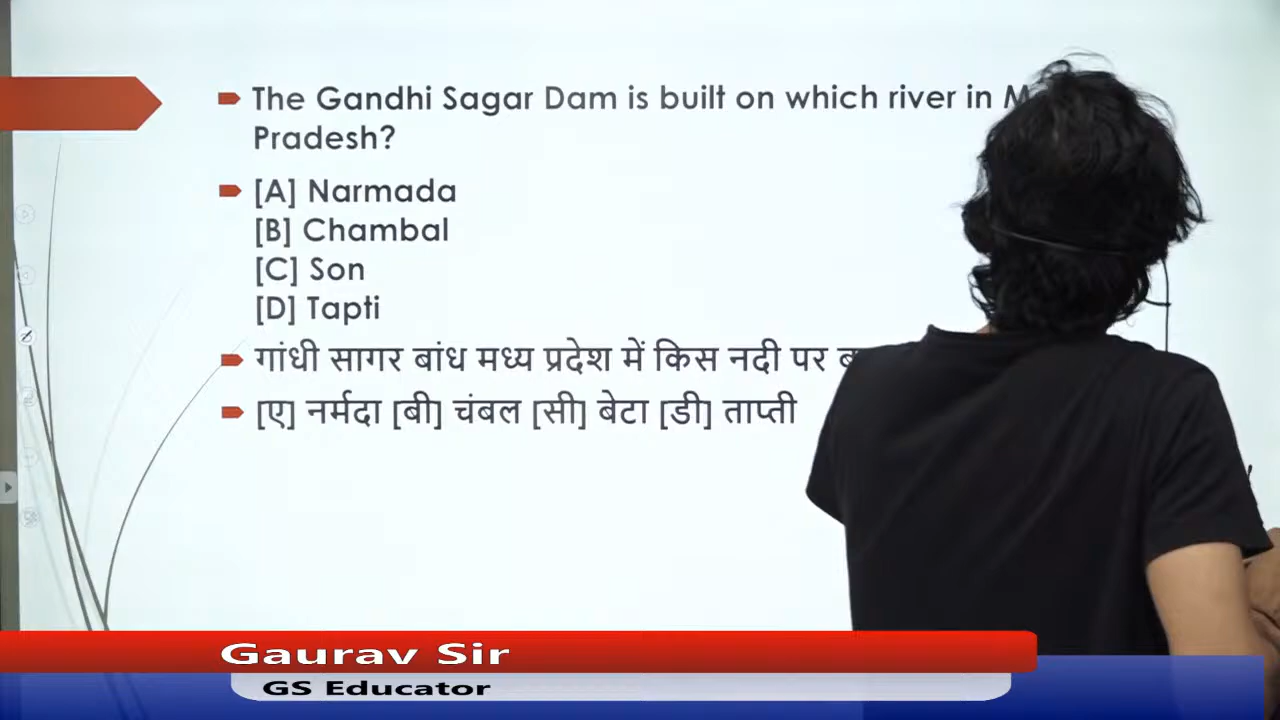 The Gandhi Sagar Dam is built on which river in
Pradesh?
[A] Narmada
[B] Chambal
[C] Son
[D] Tapti
गांधी सागर बांध मध्य प्रदेश में किस नदी पर
[ए] नर्मदा [बी] चंबल [सी] बेटा [डी] ताप्ती
Gaurav Sir
GS Educator